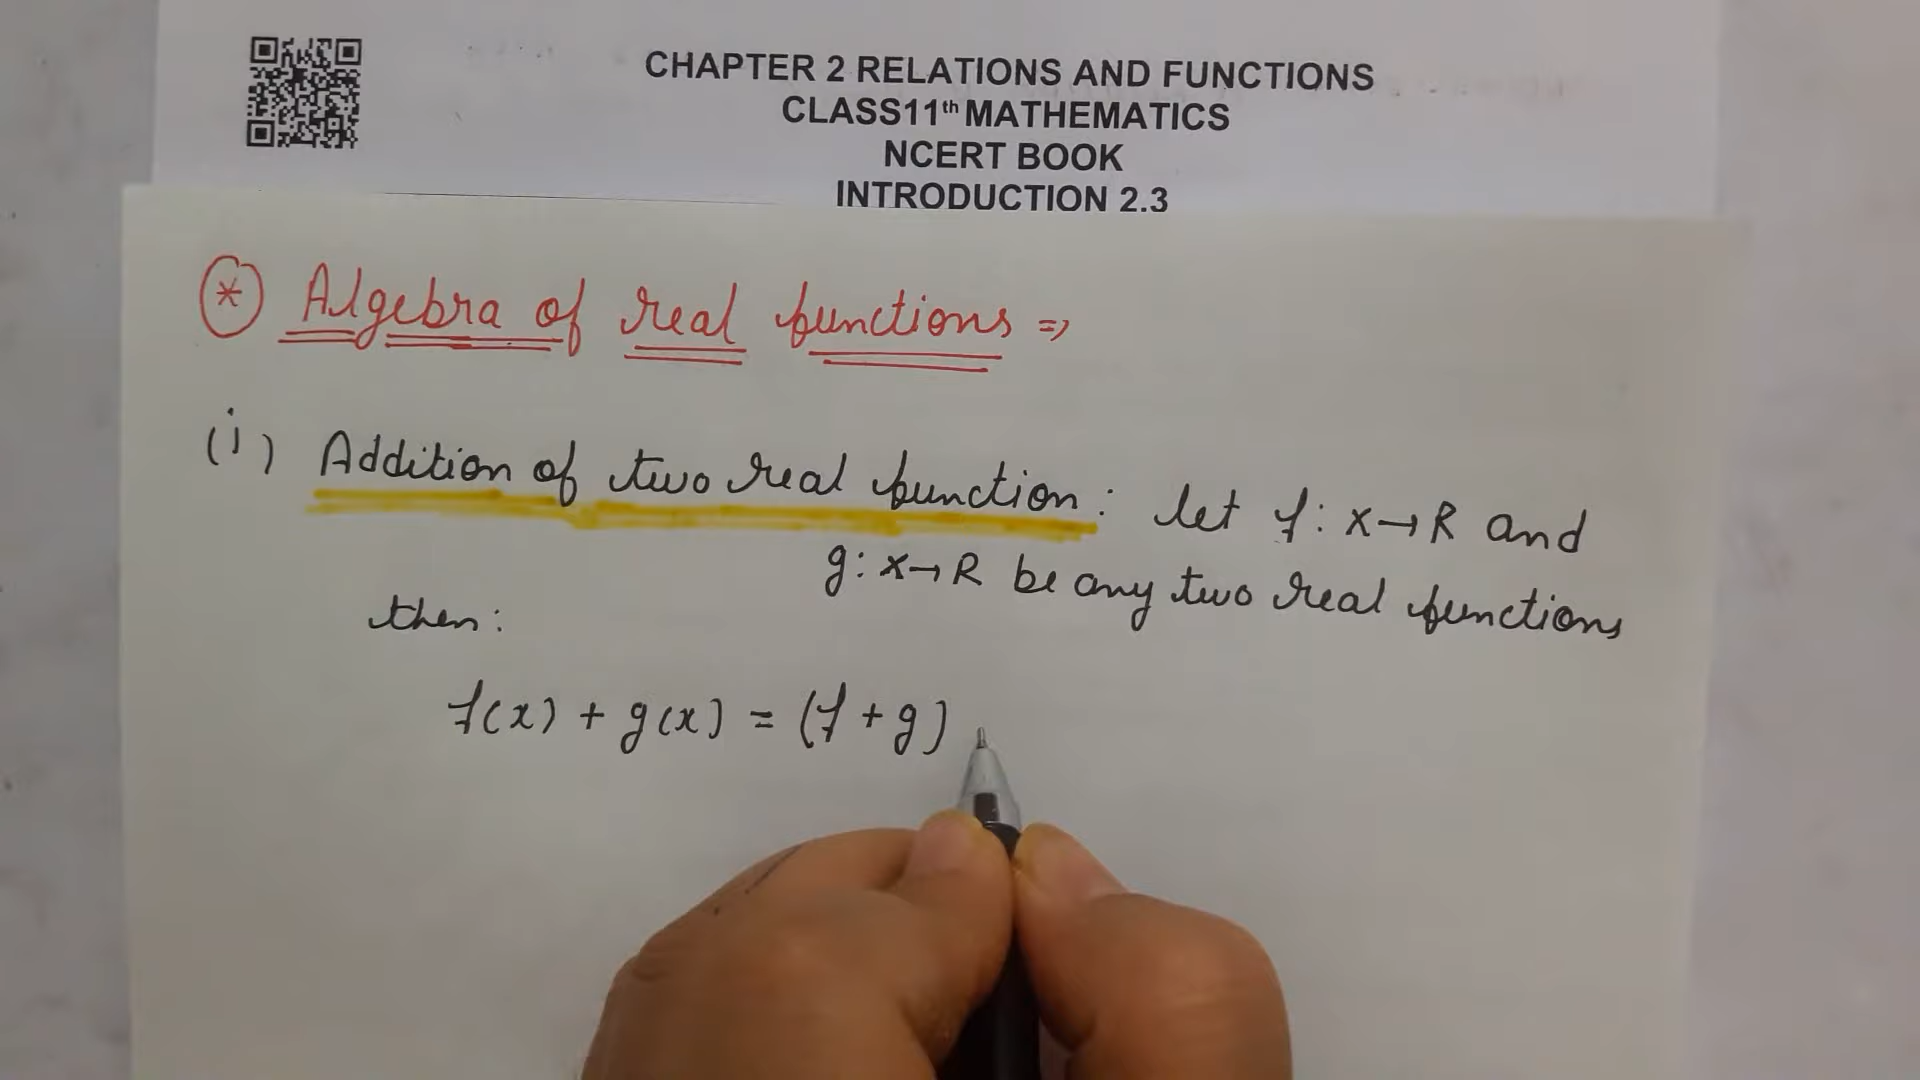 CHAPTER 2 RELATIONS AND FUNCTIONS
CLASS11th MATHEMATICS
NCERT BOOK
INTRODUCTION 2.3
* Algebra of real functions =>
(i) Addition of two real function: let f: X→R and
g: X→R be any two real functions
then:
f(x) + g(x) = (f + g)